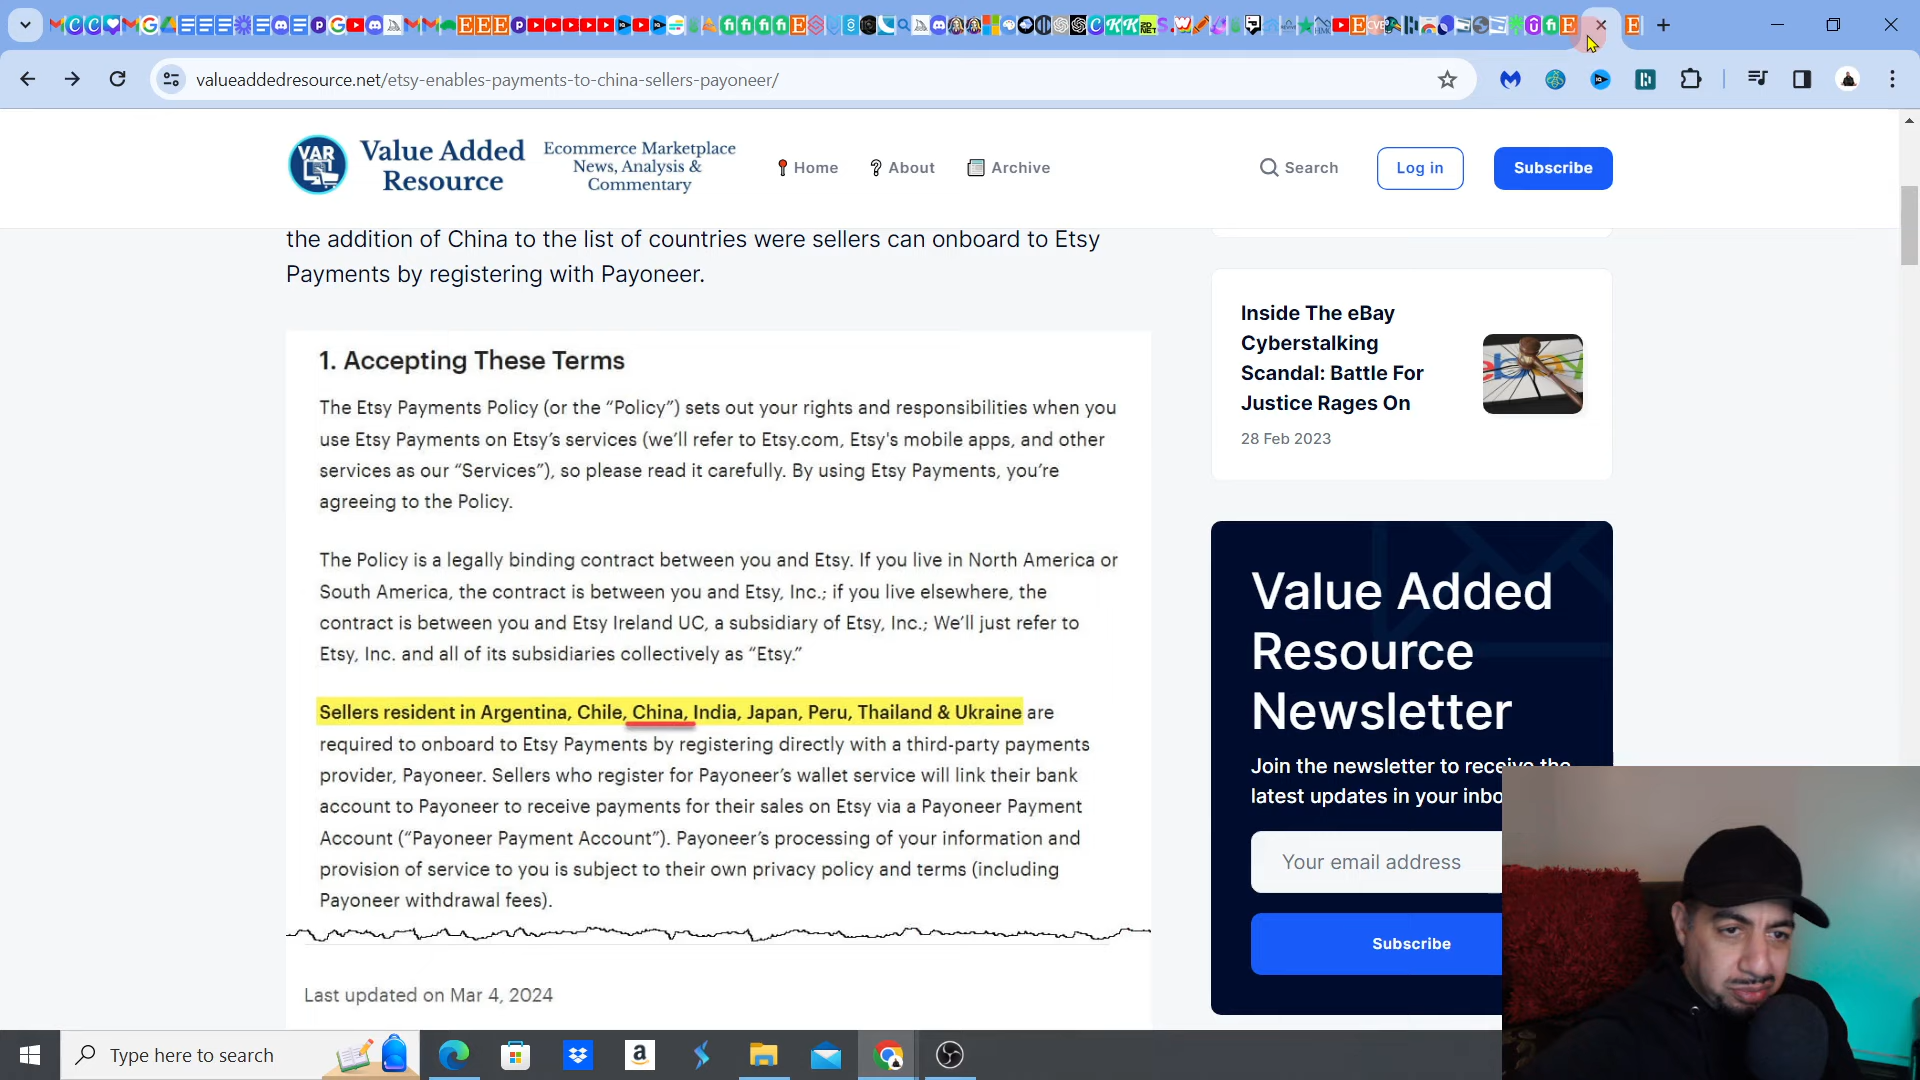 valueaddedresource.net/etsy-enables-payments-to-china-sellers-payoneer/
VAR
Value Added
Resource
Ecommerce Marketplace
News, Analysis &
Commentary
Home
About
Archive
Search
Log in
Subscribe
the addition of China to the list of countries were sellers can onboard to Etsy
Payments by registering with Payoneer.
1. Accepting These Terms
The Etsy Payments Policy (or the “Policy”) sets out your rights and responsibilities when you
use Etsy Payments on Etsy’s services (we’ll refer to Etsy.com, Etsy's mobile apps, and other
services as our “Services”), so please read it carefully. By using Etsy Payments, you’re
agreeing to the Policy.
The Policy is a legally binding contract between you and Etsy. If you live in North America or
South America, the contract is between you and Etsy, Inc.; if you live elsewhere, the
contract is between you and Etsy Ireland UC, a subsidiary of Etsy, Inc.; We’ll just refer to
Etsy, Inc. and all of its subsidiaries collectively as “Etsy.”
Sellers resident in Argentina, Chile, China, India, Japan, Peru, Thailand & Ukraine are
required to onboard to Etsy Payments by registering directly with a third-party payments
provider, Payoneer. Sellers who register for Payoneer’s wallet service will link their bank
account to Payoneer to receive payments for their sales on Etsy via a Payoneer Payment
Account (“Payoneer Payment Account”). Payoneer’s processing of your information and
provision of service to you is subject to their own privacy policy and terms (including
Payoneer withdrawal fees).
Last updated on Mar 4, 2024
Inside The eBay
Cyberstalking
Scandal: Battle For
Justice Rages On
28 Feb 2023
Value Added
Resource
Newsletter
Join the newsletter to receive the
latest updates in your inbo
Your email address
Subscribe
Type here to search